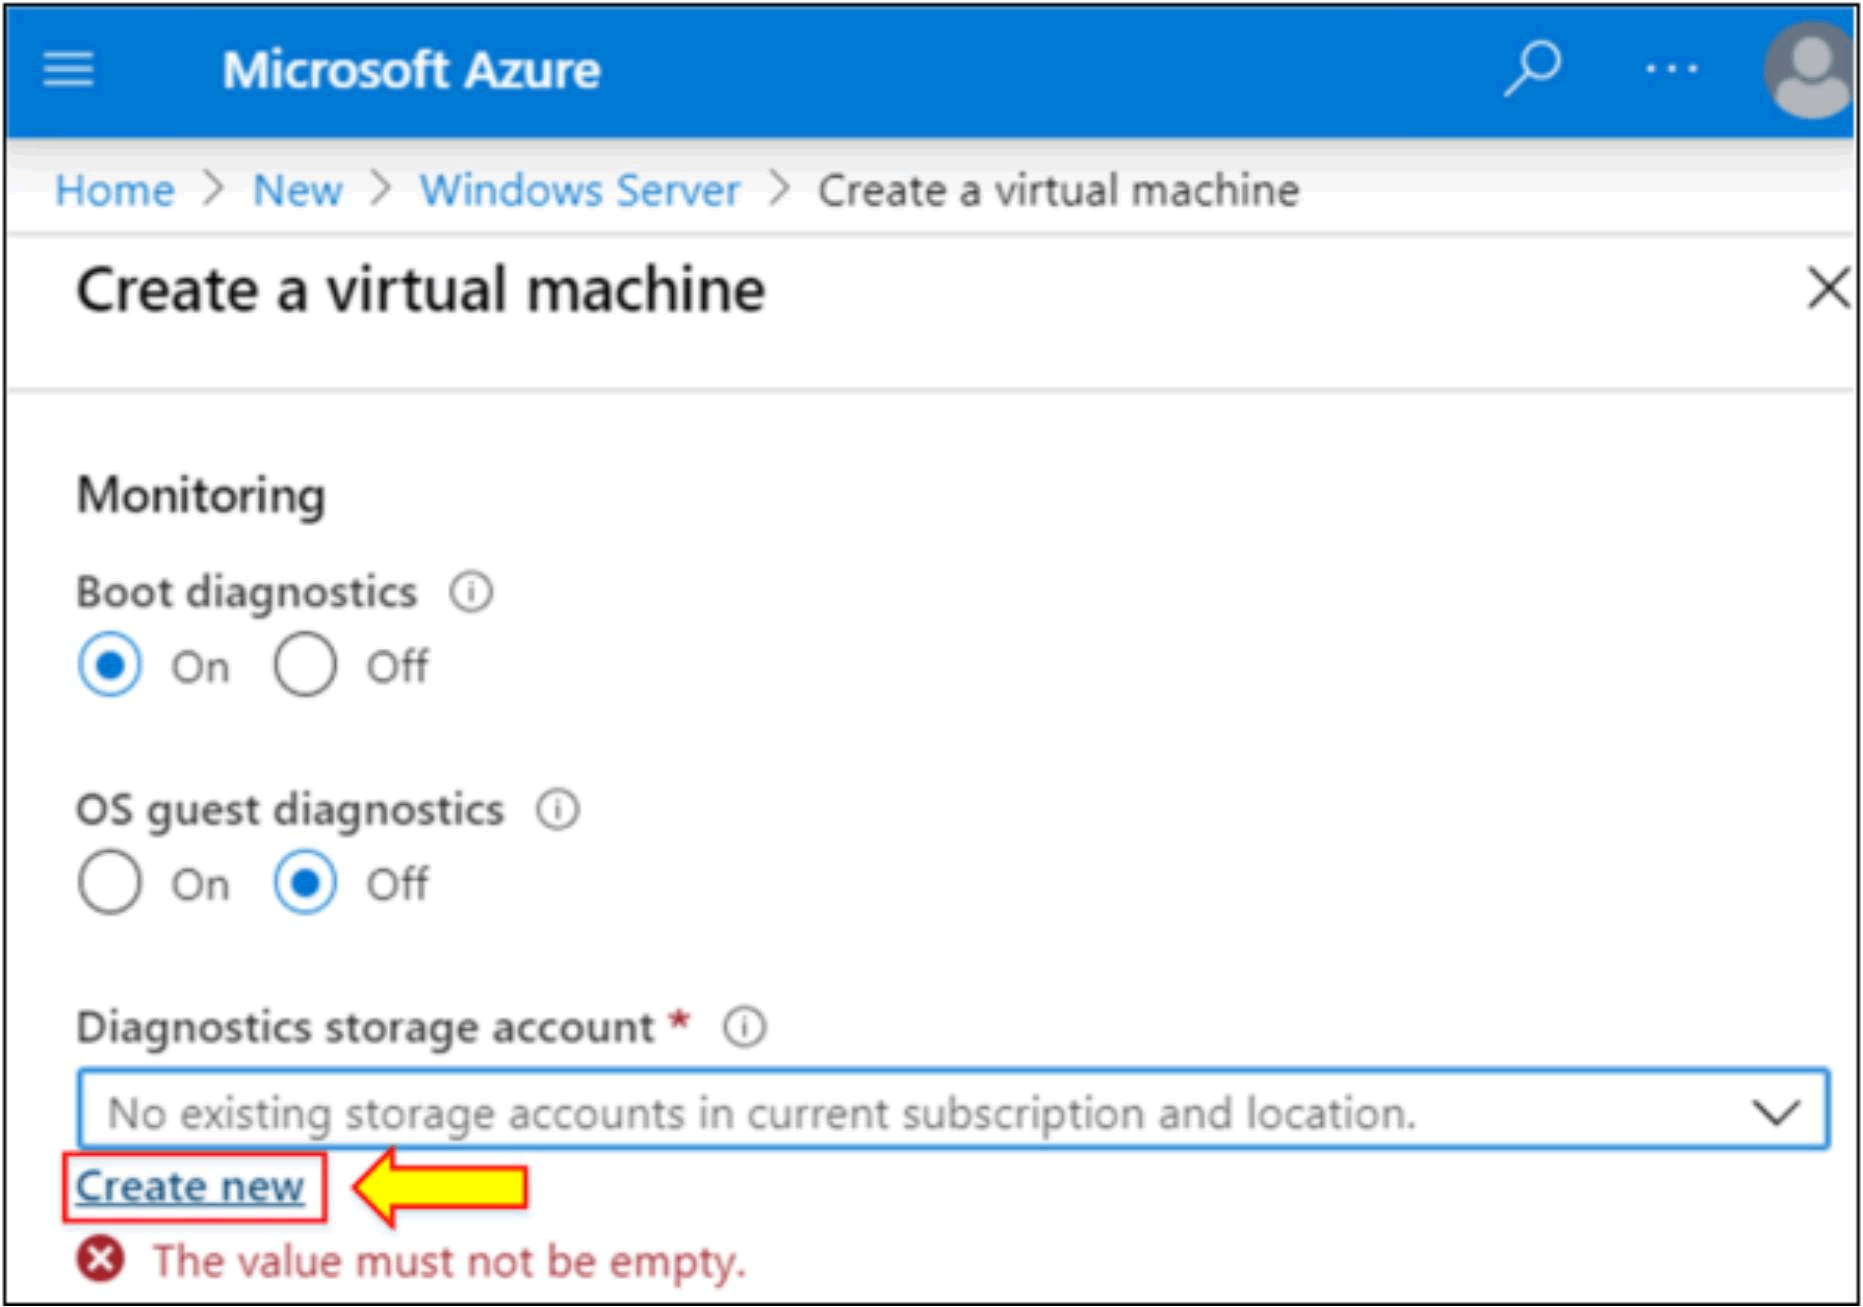 Microsoft Azure
Home > New > Windows Server > Create a virtual machine
Create a virtual machine
Monitoring
Boot diagnostics
On Off
OS guest diagnostics
On Off
Diagnostics storage account *
No existing storage accounts in current subscription and location.
Create new
The value must not be empty.